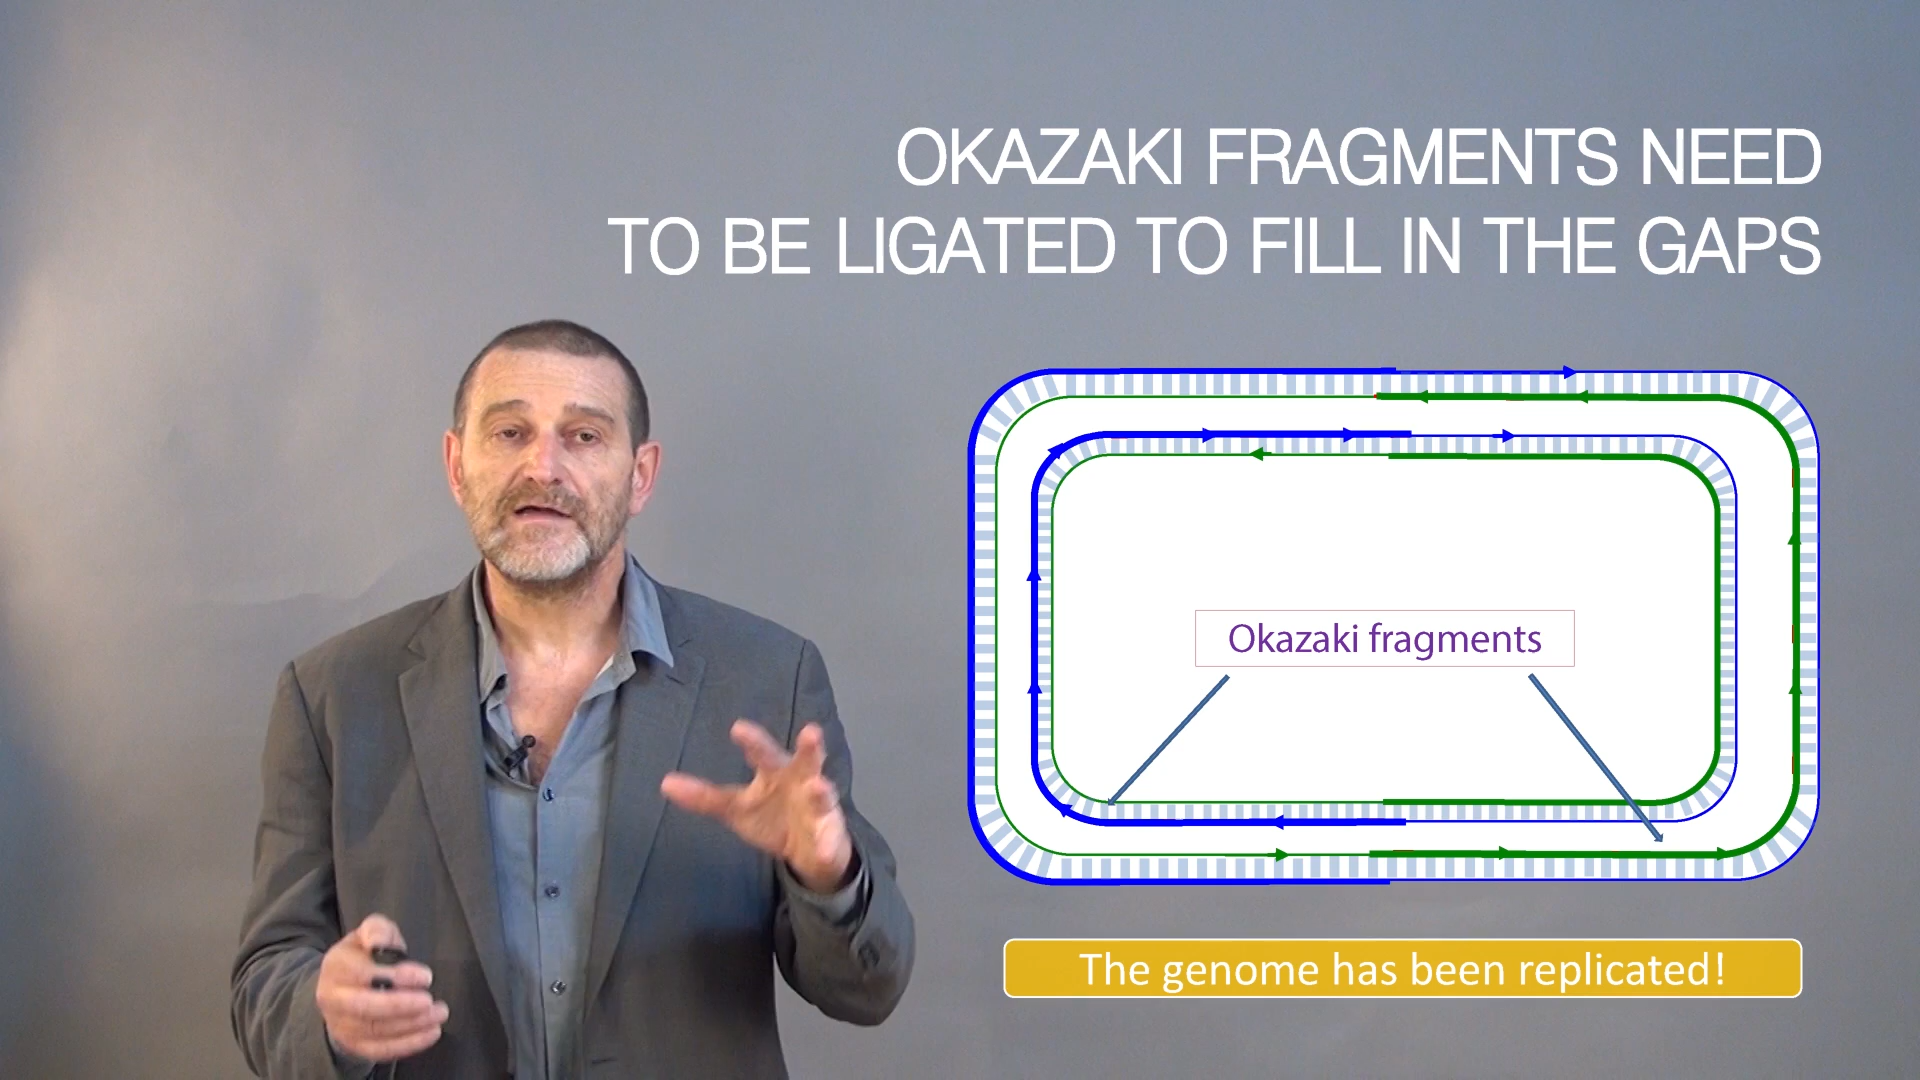 OKAZAKI FRAGMENTS NEED
TO BE LIGATED TO FILL IN THE GAPS
Okazaki fragments
The genome has been replicated!